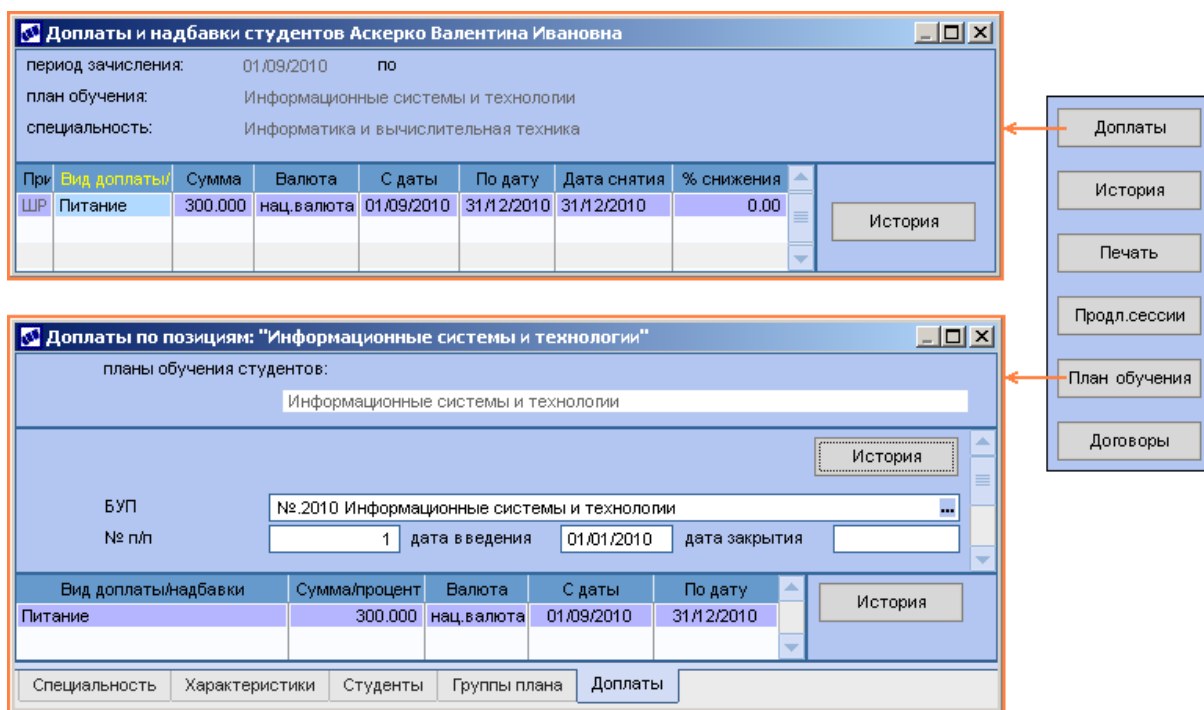 Доплаты и надбавки студентов Аскерко Валентина Ивановна
период зачисления: 01/09/2010 по
план обучения: Информационные системы и технологии
специальность: Информатика и вычислительная техника
При Вид доплаты/ Сумма Валюта С даты По дату Дата снятия % снижения
ШР Питание 300.000 нац.валюта 01/09/2010 31/12/2010 31/12/2010 0.00
История
Доплаты
История
Печать
Продл.сессии
План обучения
Договоры
Доплаты по позициям: "Информационные системы и технологии"
планы обучения студентов:
Информационные системы и технологии
История
БУП №.2010 Информационные системы и технологии ...
№ п/п 1 дата введения 01/01/2010 дата закрытия
Вид доплаты/надбавки Сумма/процент Валюта С даты По дату
Питание 300.000 нац.валюта 01/09/2010 31/12/2010
История
Специальность Характеристики Студенты Группы плана Доплаты